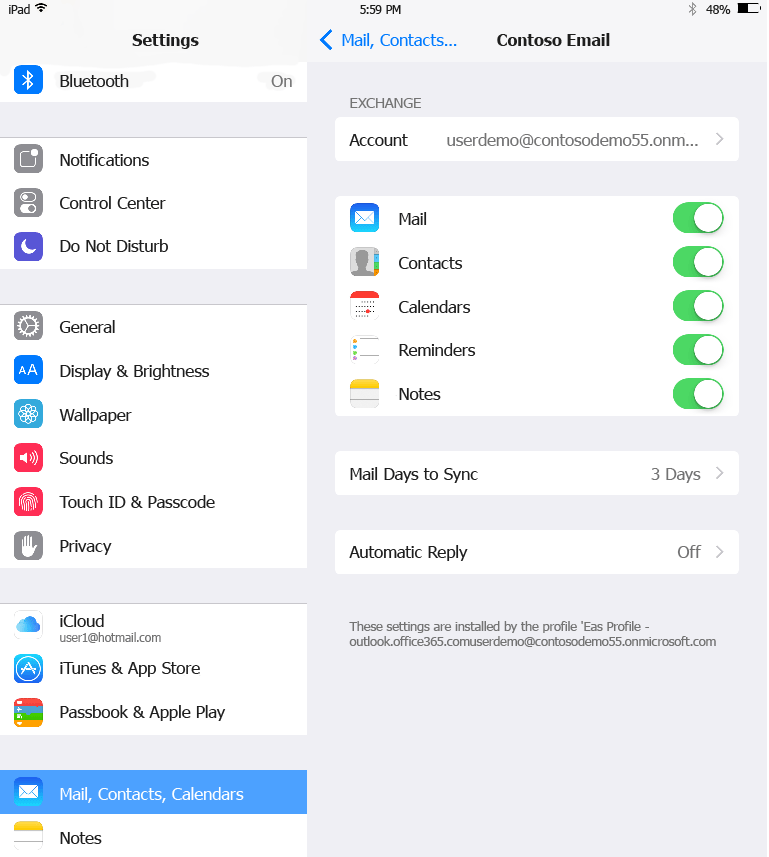 iPad 5:59 PM 48%
Settings
Bluetooth On
Notifications
Control Center
Do Not Disturb
General
AA Display & Brightness
Wallpaper
Sounds
Touch ID & Passcode
Privacy
iCloud
user1@hotmail.com
iTunes & App Store
Passbook & Apple Play
Mail, Contacts, Calendars
Notes
Mail, Contacts... Contoso Email
EXCHANGE
Account userdemo@contosodemo55.onm...
Mail
Contacts
Calendars
Reminders
Notes
Mail Days to Sync 3 Days
Automatic Reply Off
These settings are installed by the profile 'Eas Profile -
outlook.office365.comuserdemo@contosodemo55.onmicrosoft.com